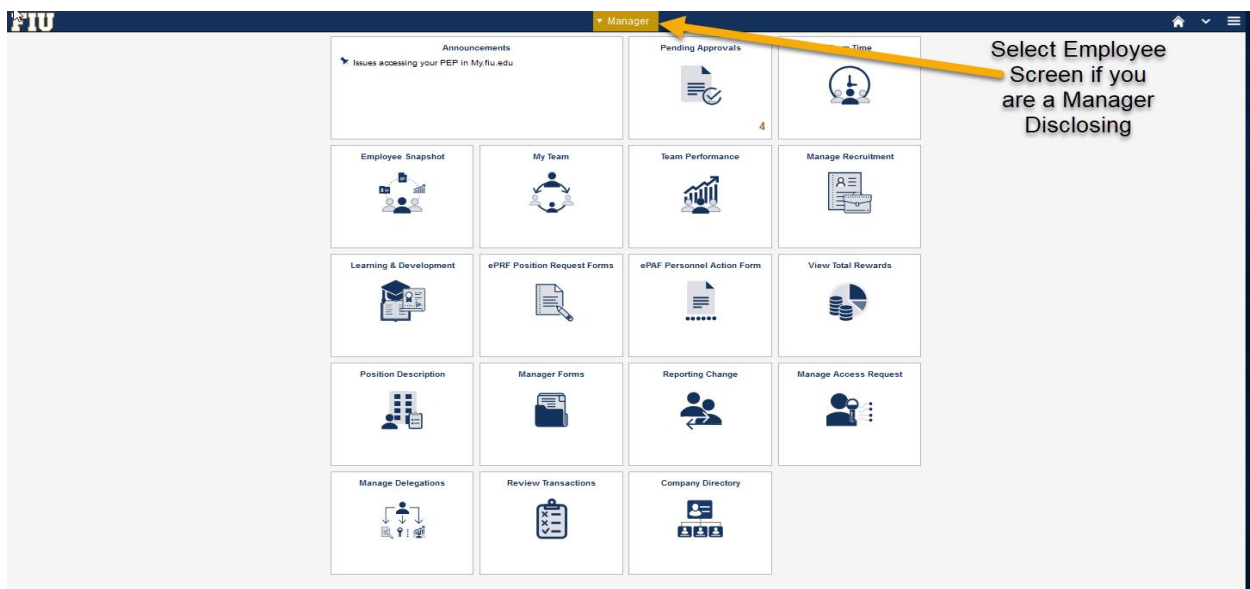 FIU
Manager
Announcements
Issues accessing your PEP in My.fiu.edu
Pending Approvals
4
Time
Select Employee
Screen if you
are a Manager
Disclosing
Employee Snapshot
My Team
Team Performance
Manage Recruitment
Learning & Development
ePRF Position Request Forms
ePAF Personnel Action Form
View Total Rewards
Position Description
Manager Forms
Reporting Change
Manage Access Request
Manage Delegations
Review Transactions
Company Directory